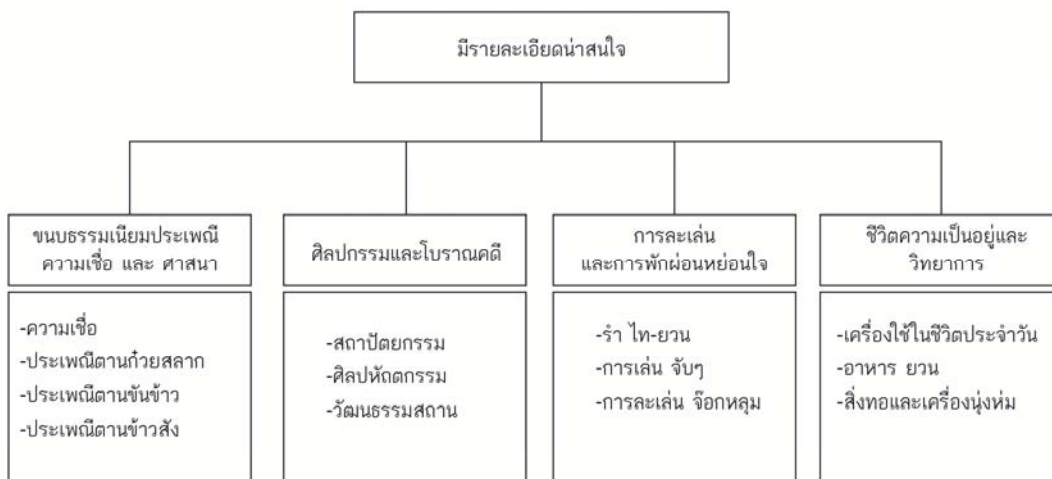 มีรายละเอียดน่าสนใจ
ขนบธรรมเนียมประเพณี
ความเชื่อ และ ศาสนา
-ความเชื่อ
-ประเพณีตานก๋วยสลาก
-ประเพณีตานขันข้าว
-ประเพณีตานข้าวสัง
ศิลปกรรมและโบราณคดี
-สถาปัตยกรรม
-ศิลปหัถตกรรม
-วัฒนธรรมสถาน
การละเล่น
และการพักผ่อนหย่อนใจ
-รำ ไท-ยวน
-การเล่น จับๆ
-การละเล่น จ๊อกหลุม
ชีวิตความเป็นอยู่และ
วิทยาการ
-เครื่องใช้ในชีวิตประจำวัน
-อาหาร ยวน
-สิ่งทอและเครื่องนุ่งห่ม